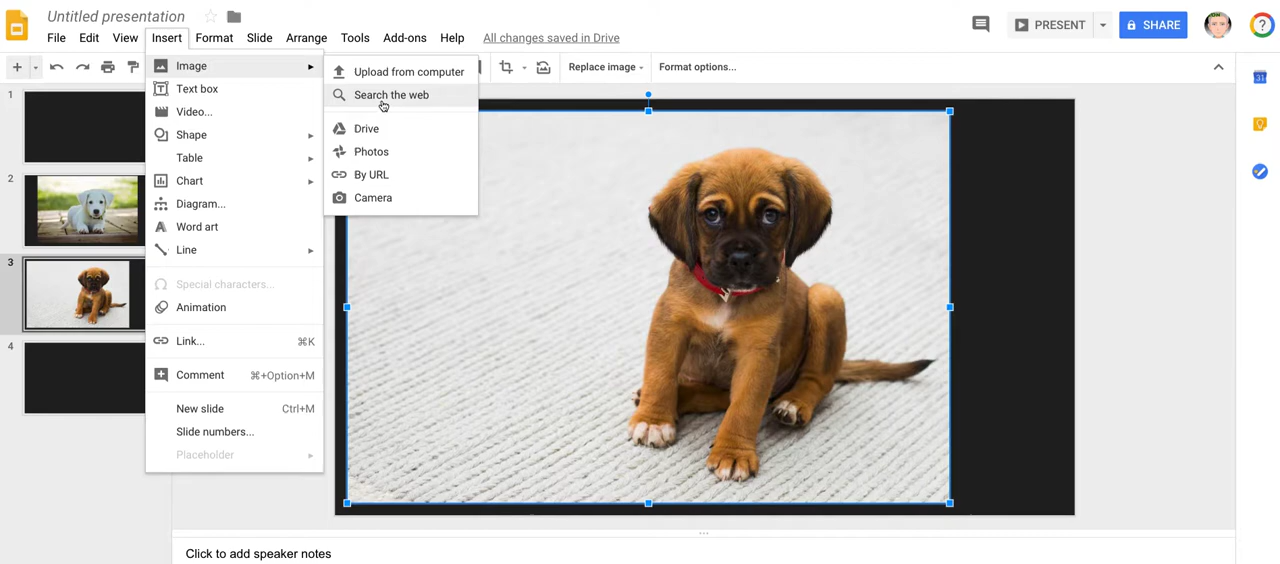 Untitled presentation
File Edit View Insert Format Slide Arrange Tools Add-ons Help All changes saved in Drive
PRESENT SHARE
Replace image Format options...
Image
Text box
Video...
Shape
Table
Chart
Diagram...
Word art
Line
Special characters...
Animation
Link... ⌘K
Comment ⌘+Option+M
New slide Ctrl+M
Slide numbers...
Placeholder
Upload from computer
Search the web
Drive
Photos
By URL
Camera
1
2
3
4
31
Click to add speaker notes